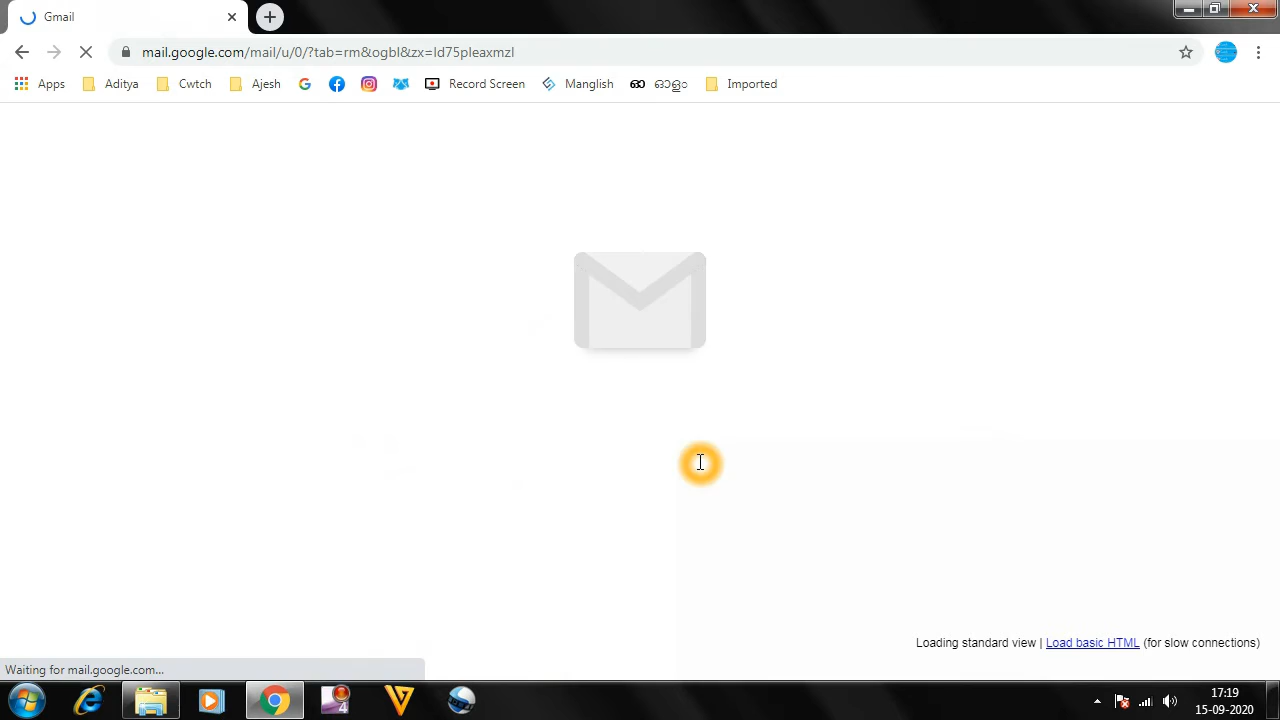 Gmail
mail.google.com/mail/u/0/?tab=rm&ogbl&zx=ld75pleaxmzl
Apps Aditya Cwtch Ajesh Record Screen Manglish ഓ ഓളം Imported
Loading standard view | Load basic HTML (for slow connections)
Waiting for mail.google.com...
4
17:19
15-09-2020